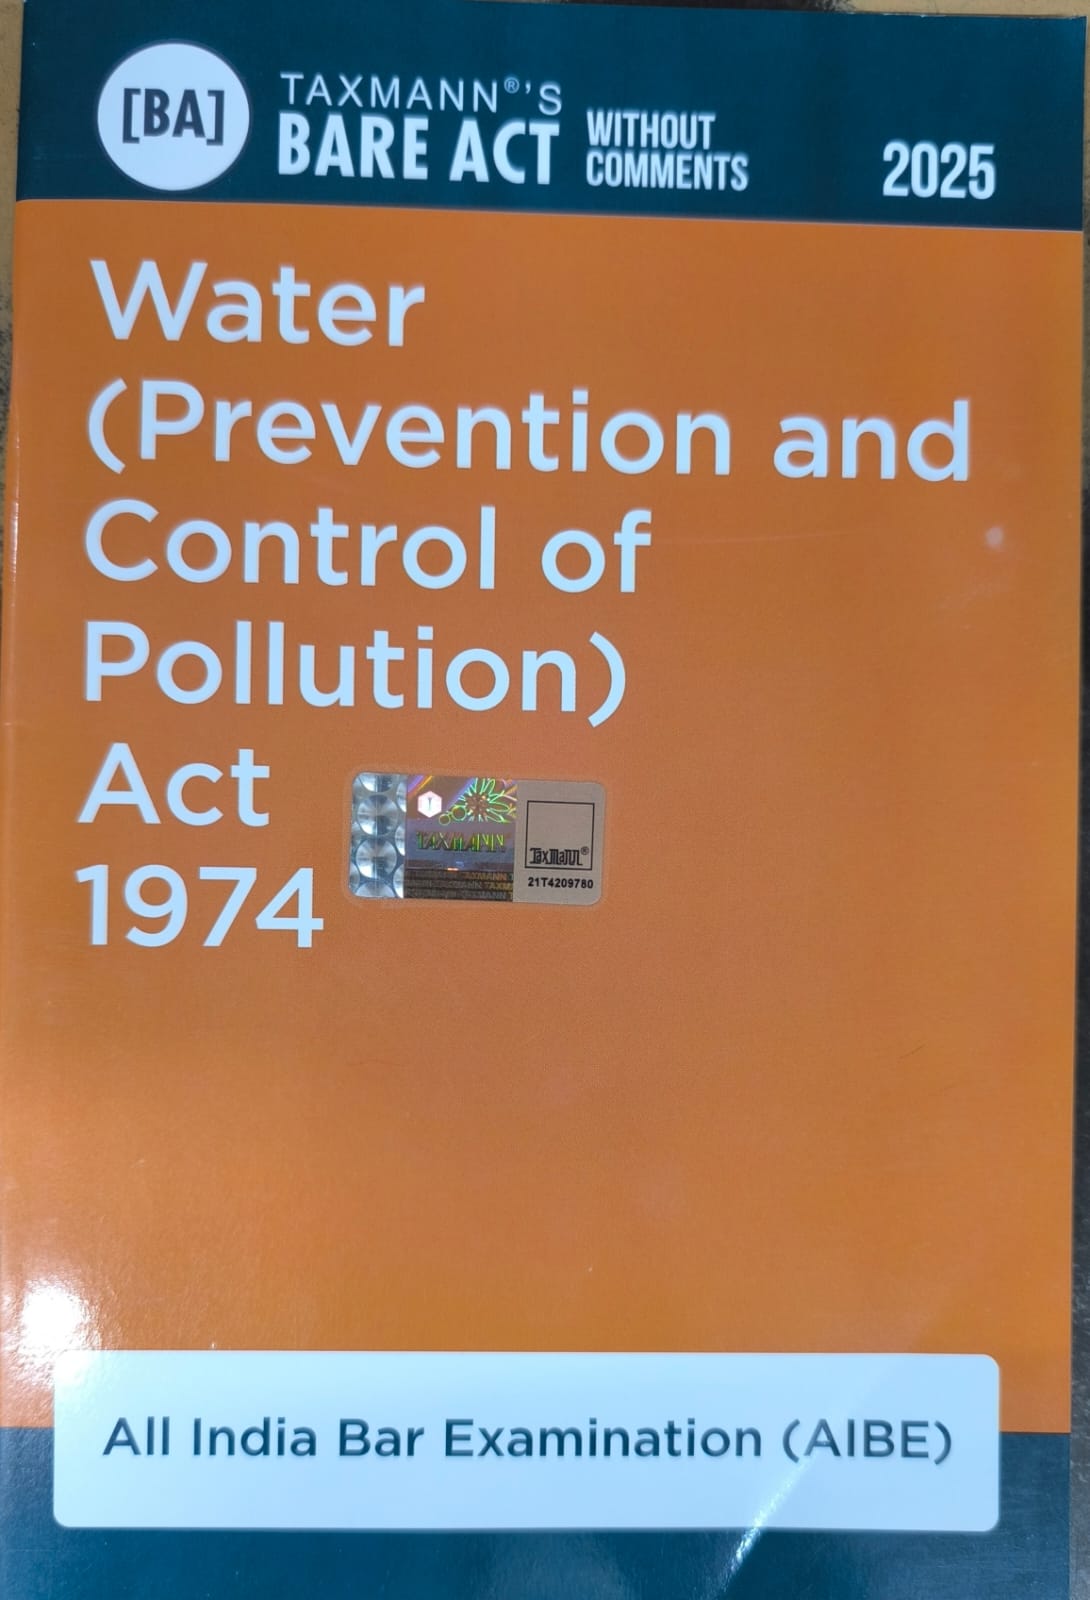 [BA]
TAXMANN®'S
BARE ACT
WITHOUT
COMMENTS
2025
Water
(Prevention and
Control of
Pollution)
Act
1974
TAXMANN
taxmann®
21T4209780
All India Bar Examination (AIBE)